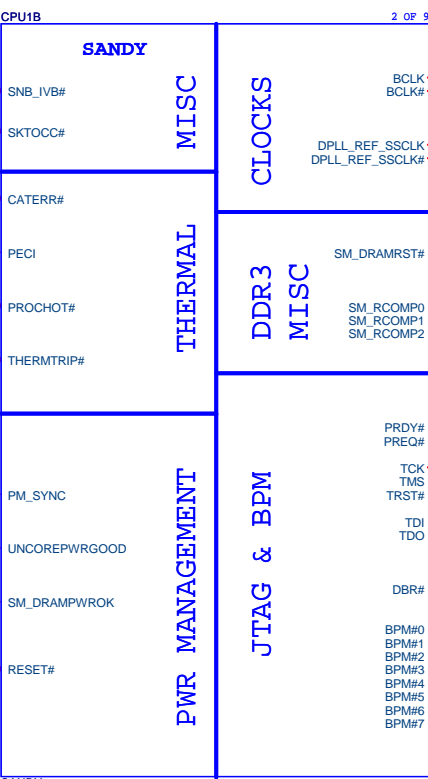 CPU1B
2 OF 9
SANDY
MISC
SNB_IVB#
SKTOCC#
THERMAL
CATERR#
PECI
PROCHOT#
THERMTRIP#
PWR MANAGEMENT
PM_SYNC
UNCOREPWRGOOD
SM_DRAMPWROK
RESET#
CLOCKS
BCLK
BCLK#
DPLL_REF_SSCLK
DPLL_REF_SSCLK#
DDR3
MISC
SM_DRAMRST#
SM_RCOMP0
SM_RCOMP1
SM_RCOMP2
JTAG & BPM
PRDY#
PREQ#
TCK
TMS
TRST#
TDI
TDO
DBR#
BPM#0
BPM#1
BPM#2
BPM#3
BPM#4
BPM#5
BPM#6
BPM#7